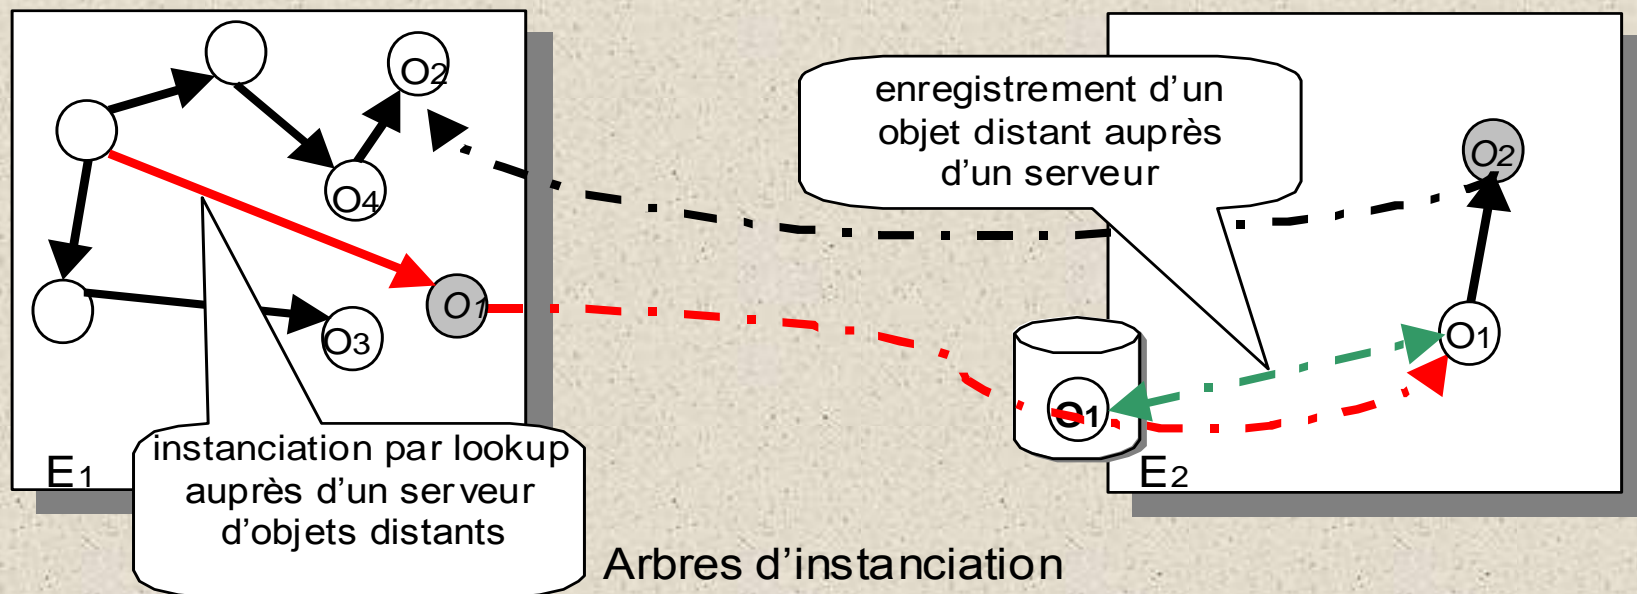 O2
O4
O1
O3
E1
instanciation par lookup
auprès d'un serveur
d'objets distants
enregistrement d'un
objet distant auprès
d'un serveur
O2
O1
O1
E2
Arbres d'instanciation